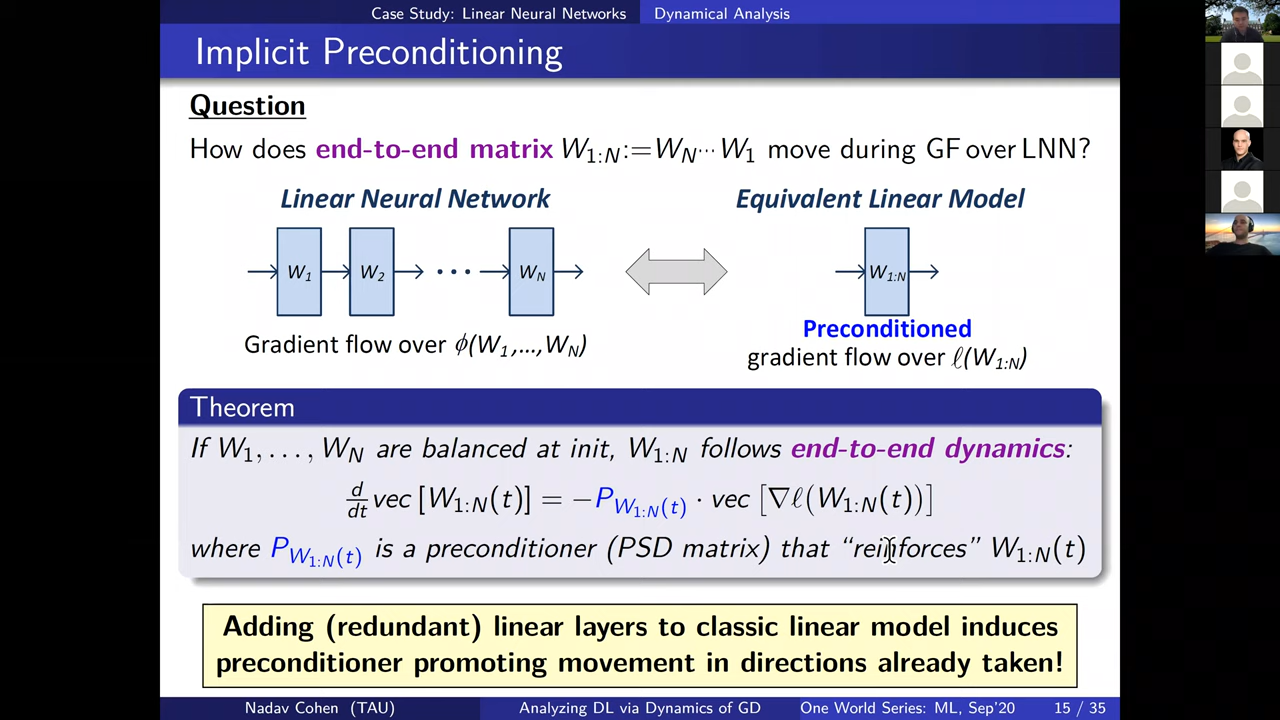 Case Study: Linear Neural Networks Dynamical Analysis
Implicit Preconditioning
Question
How does end-to-end matrix W1:N:=WN⋯W1 move during GF over LNN?
Linear Neural Network Equivalent Linear Model
W1 W2 ··· WN W1:N
Preconditioned
Gradient flow over ϕ(W1,...,WN) gradient flow over ℓ(W1:N)
Theorem
If W1, . . . , WN are balanced at init, W1:N follows end-to-end dynamics:
d/dt vec [W1:N(t)] = −PW1:N(t) · vec [∇ℓ(W1:N(t))]
where PW1:N(t) is a preconditioner (PSD matrix) that “reinforces” W1:N(t)
Adding (redundant) linear layers to classic linear model induces
preconditioner promoting movement in directions already taken!
Nadav Cohen (TAU) Analyzing DL via Dynamics of GD One World Series: ML, Sep'20 15 / 35